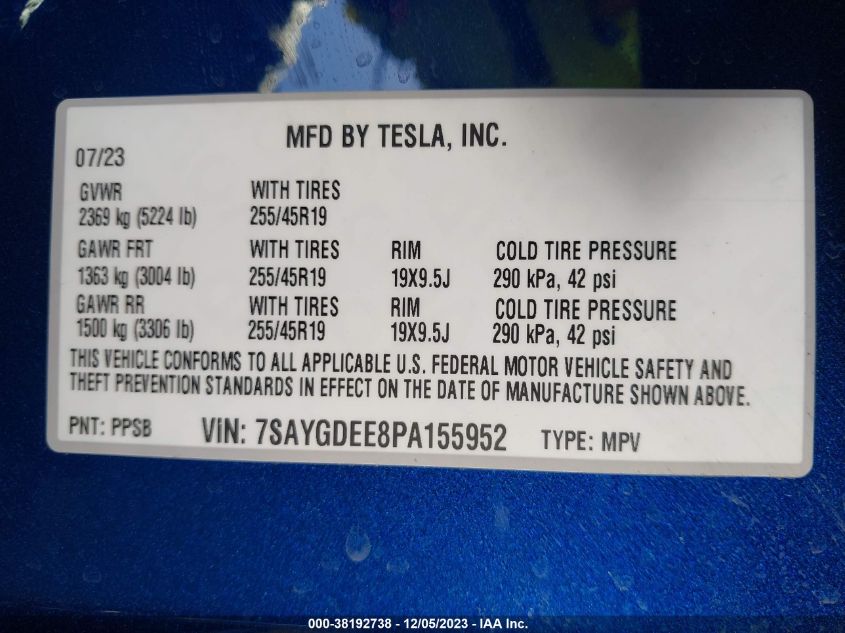 MFD BY TESLA, INC.
07/23
GVWR WITH TIRES
2369 kg (5224 lb) 255/45R19
GAWR FRT WITH TIRES RIM COLD TIRE PRESSURE
1363 kg (3004 lb) 255/45R19 19X9.5J 290 kPa, 42 psi
GAWR RR WITH TIRES RIM COLD TIRE PRESSURE
1500 kg (3306 lb) 255/45R19 19X9.5J 290 kPa, 42 psi
THIS VEHICLE CONFORMS TO ALL APPLICABLE U.S. FEDERAL MOTOR VEHICLE SAFETY AND
THEFT PREVENTION STANDARDS IN EFFECT ON THE DATE OF MANUFACTURE SHOWN ABOVE.
PNT: PPSB VIN: 7SAYGDEE8PA155952 TYPE: MPV
000-38192738 - 12/05/2023 - IAA Inc.